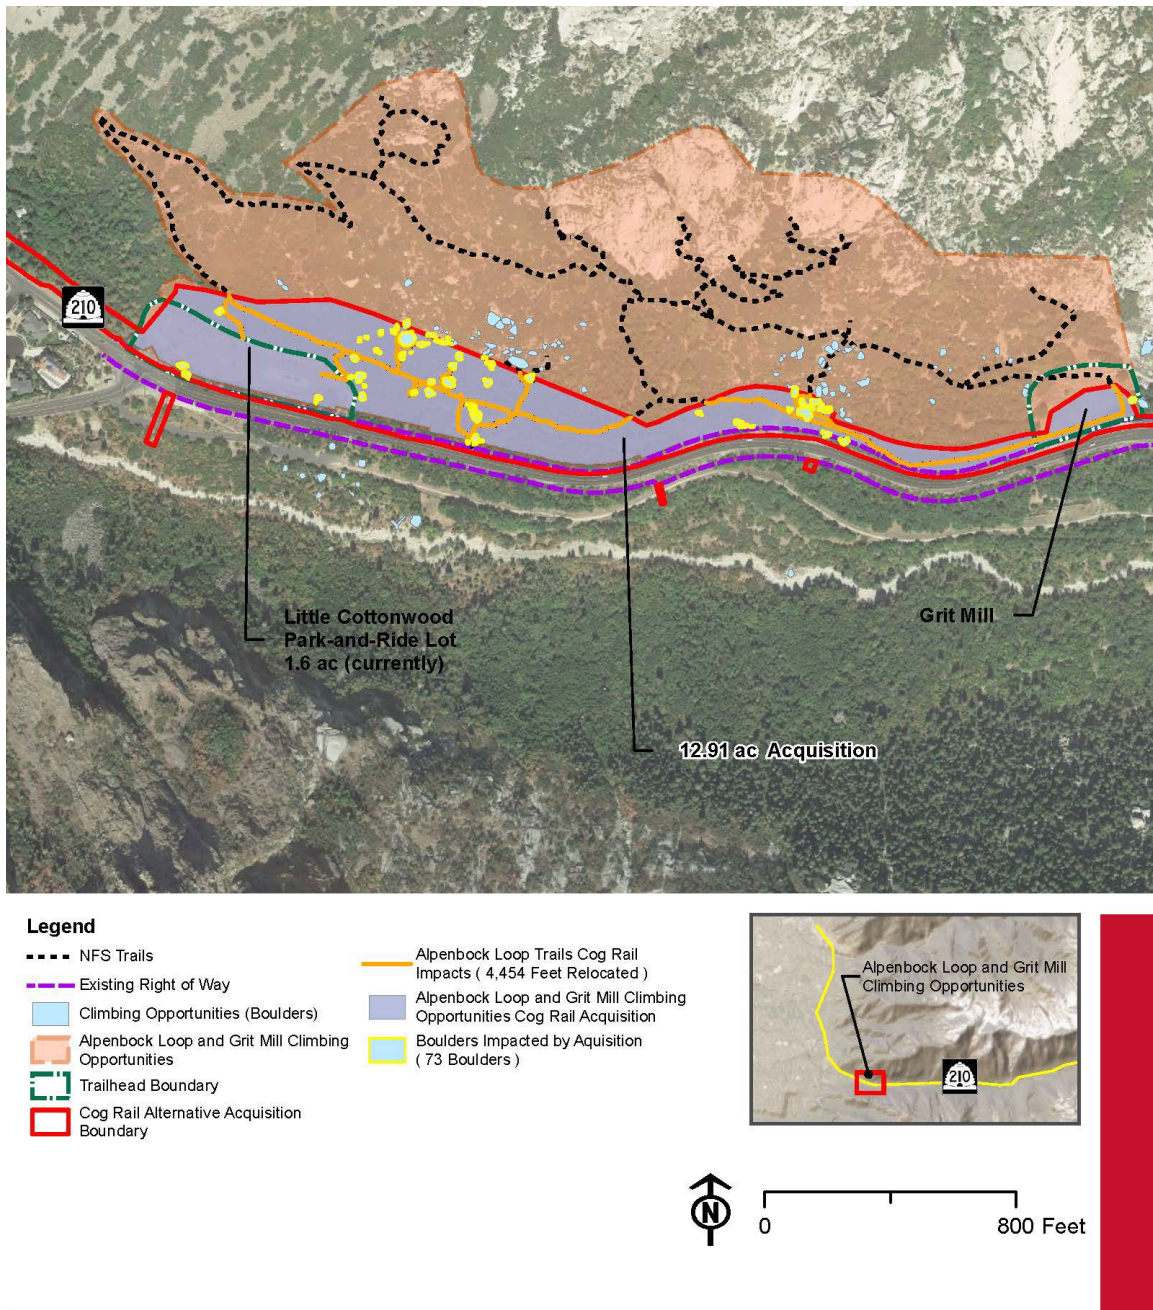 210
Little Cottonwood
Park-and-Ride Lot
1.6 ac (currently)
Grit Mill
12.91 ac Acquisition
Legend
NFS Trails
Existing Right of Way
Climbing Opportunities (Boulders)
Alpenbock Loop and Grit Mill Climbing
Opportunities
Trailhead Boundary
Cog Rail Alternative Acquisition
Boundary
Alpenbock Loop Trails Cog Rail
Impacts ( 4,454 Feet Relocated )
Alpenbock Loop and Grit Mill Climbing
Opportunities Cog Rail Acquisition
Boulders Impacted by Aquisition
( 73 Boulders )
Alpenbock Loop and Grit Mill
Climbing Opportunities
210
N
0
800 Feet